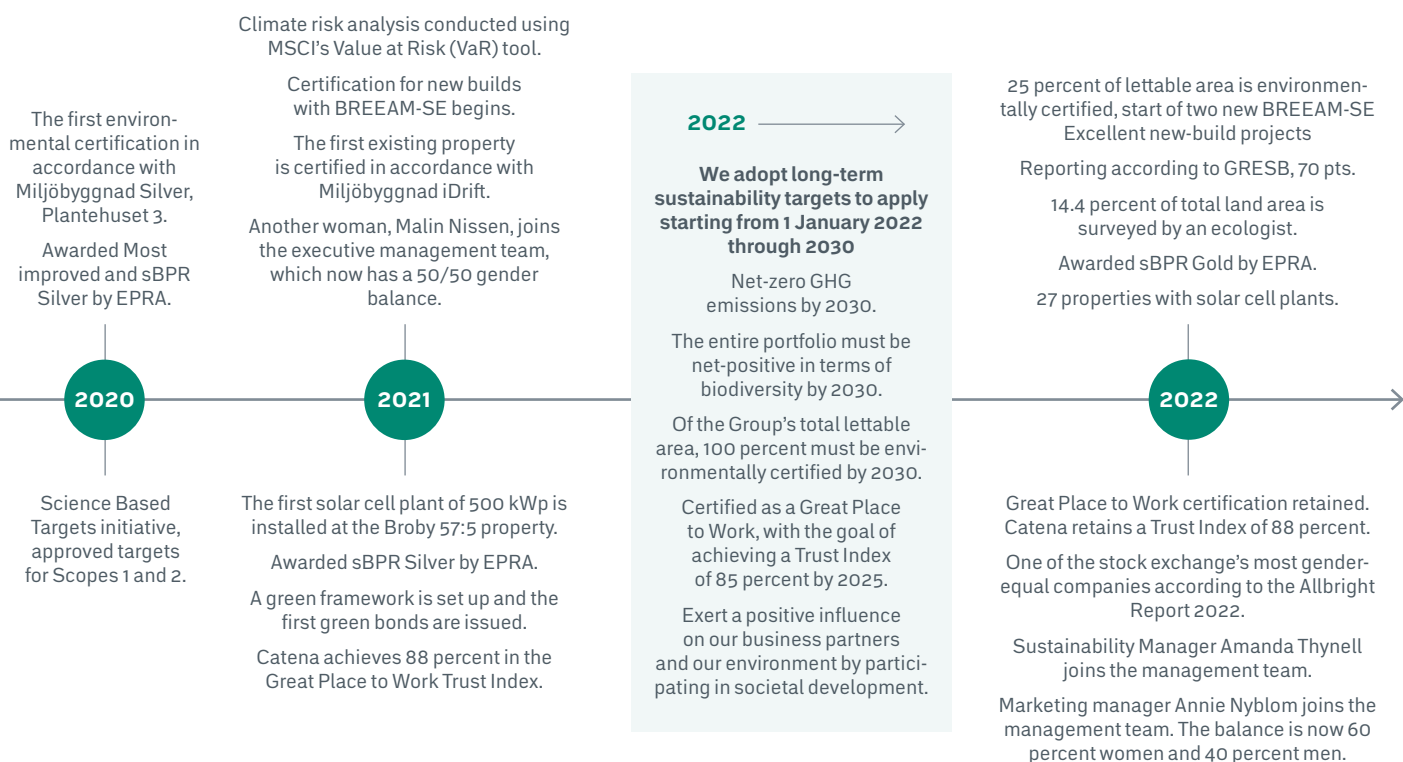 The first environ-
mental certification in
accordance with
Miljöbyggnad Silver,
Plantehuset 3.
Awarded Most
improved and sBPR
Silver by EPRA.
2020
Science Based
Targets initiative,
approved targets
for Scopes 1 and 2.
Climate risk analysis conducted using
MSCI’s Value at Risk (VaR) tool.
Certification for new builds
with BREEAM-SE begins.
The first existing property
is certified in accordance with
Miljöbyggnad iDrift.
Another woman, Malin Nissen, joins
the executive management team,
which now has a 50/50 gender
balance.
2021
The first solar cell plant of 500 kWp is
installed at the Broby 57:5 property.
Awarded sBPR Silver by EPRA.
A green framework is set up and the
first green bonds are issued.
Catena achieves 88 percent in the
Great Place to Work Trust Index.
2022
We adopt long-term
sustainability targets to apply
starting from 1 January 2022
through 2030
Net-zero GHG
emissions by 2030.
The entire portfolio must be
net-positive in terms of
biodiversity by 2030.
Of the Group’s total lettable
area, 100 percent must be envi-
ronmentally certified by 2030.
Certified as a Great Place
to Work, with the goal of
achieving a Trust Index
of 85 percent by 2025.
Exert a positive influence
on our business partners
and our environment by partici-
pating in societal development.
25 percent of lettable area is environmen-
tally certified, start of two new BREEAM-SE
Excellent new-build projects
Reporting according to GRESB, 70 pts.
14.4 percent of total land area is
surveyed by an ecologist.
Awarded sBPR Gold by EPRA.
27 properties with solar cell plants.
2022
Great Place to Work certification retained.
Catena retains a Trust Index of 88 percent.
One of the stock exchange’s most gender-
equal companies according to the Allbright
Report 2022.
Sustainability Manager Amanda Thynell
joins the management team.
Marketing manager Annie Nyblom joins the
management team. The balance is now 60
percent women and 40 percent men.